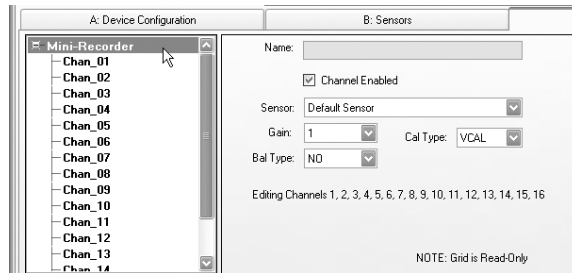 A: Device Configuration
B: Sensors
Mini-Recorder
Chan_01
Chan_02
Chan_03
Chan_04
Chan_05
Chan_06
Chan_07
Chan_08
Chan_09
Chan_10
Chan_11
Chan_12
Chan_13
Chan_14
Name:
Channel Enabled
Sensor: Default Sensor
Gain: 1 Cal Type: VCAL
Bal Type: NO
Editing Channels 1, 2, 3, 4, 5, 6, 7, 8, 9, 10, 11, 12, 13, 14, 15, 16
NOTE: Grid is Read-Only